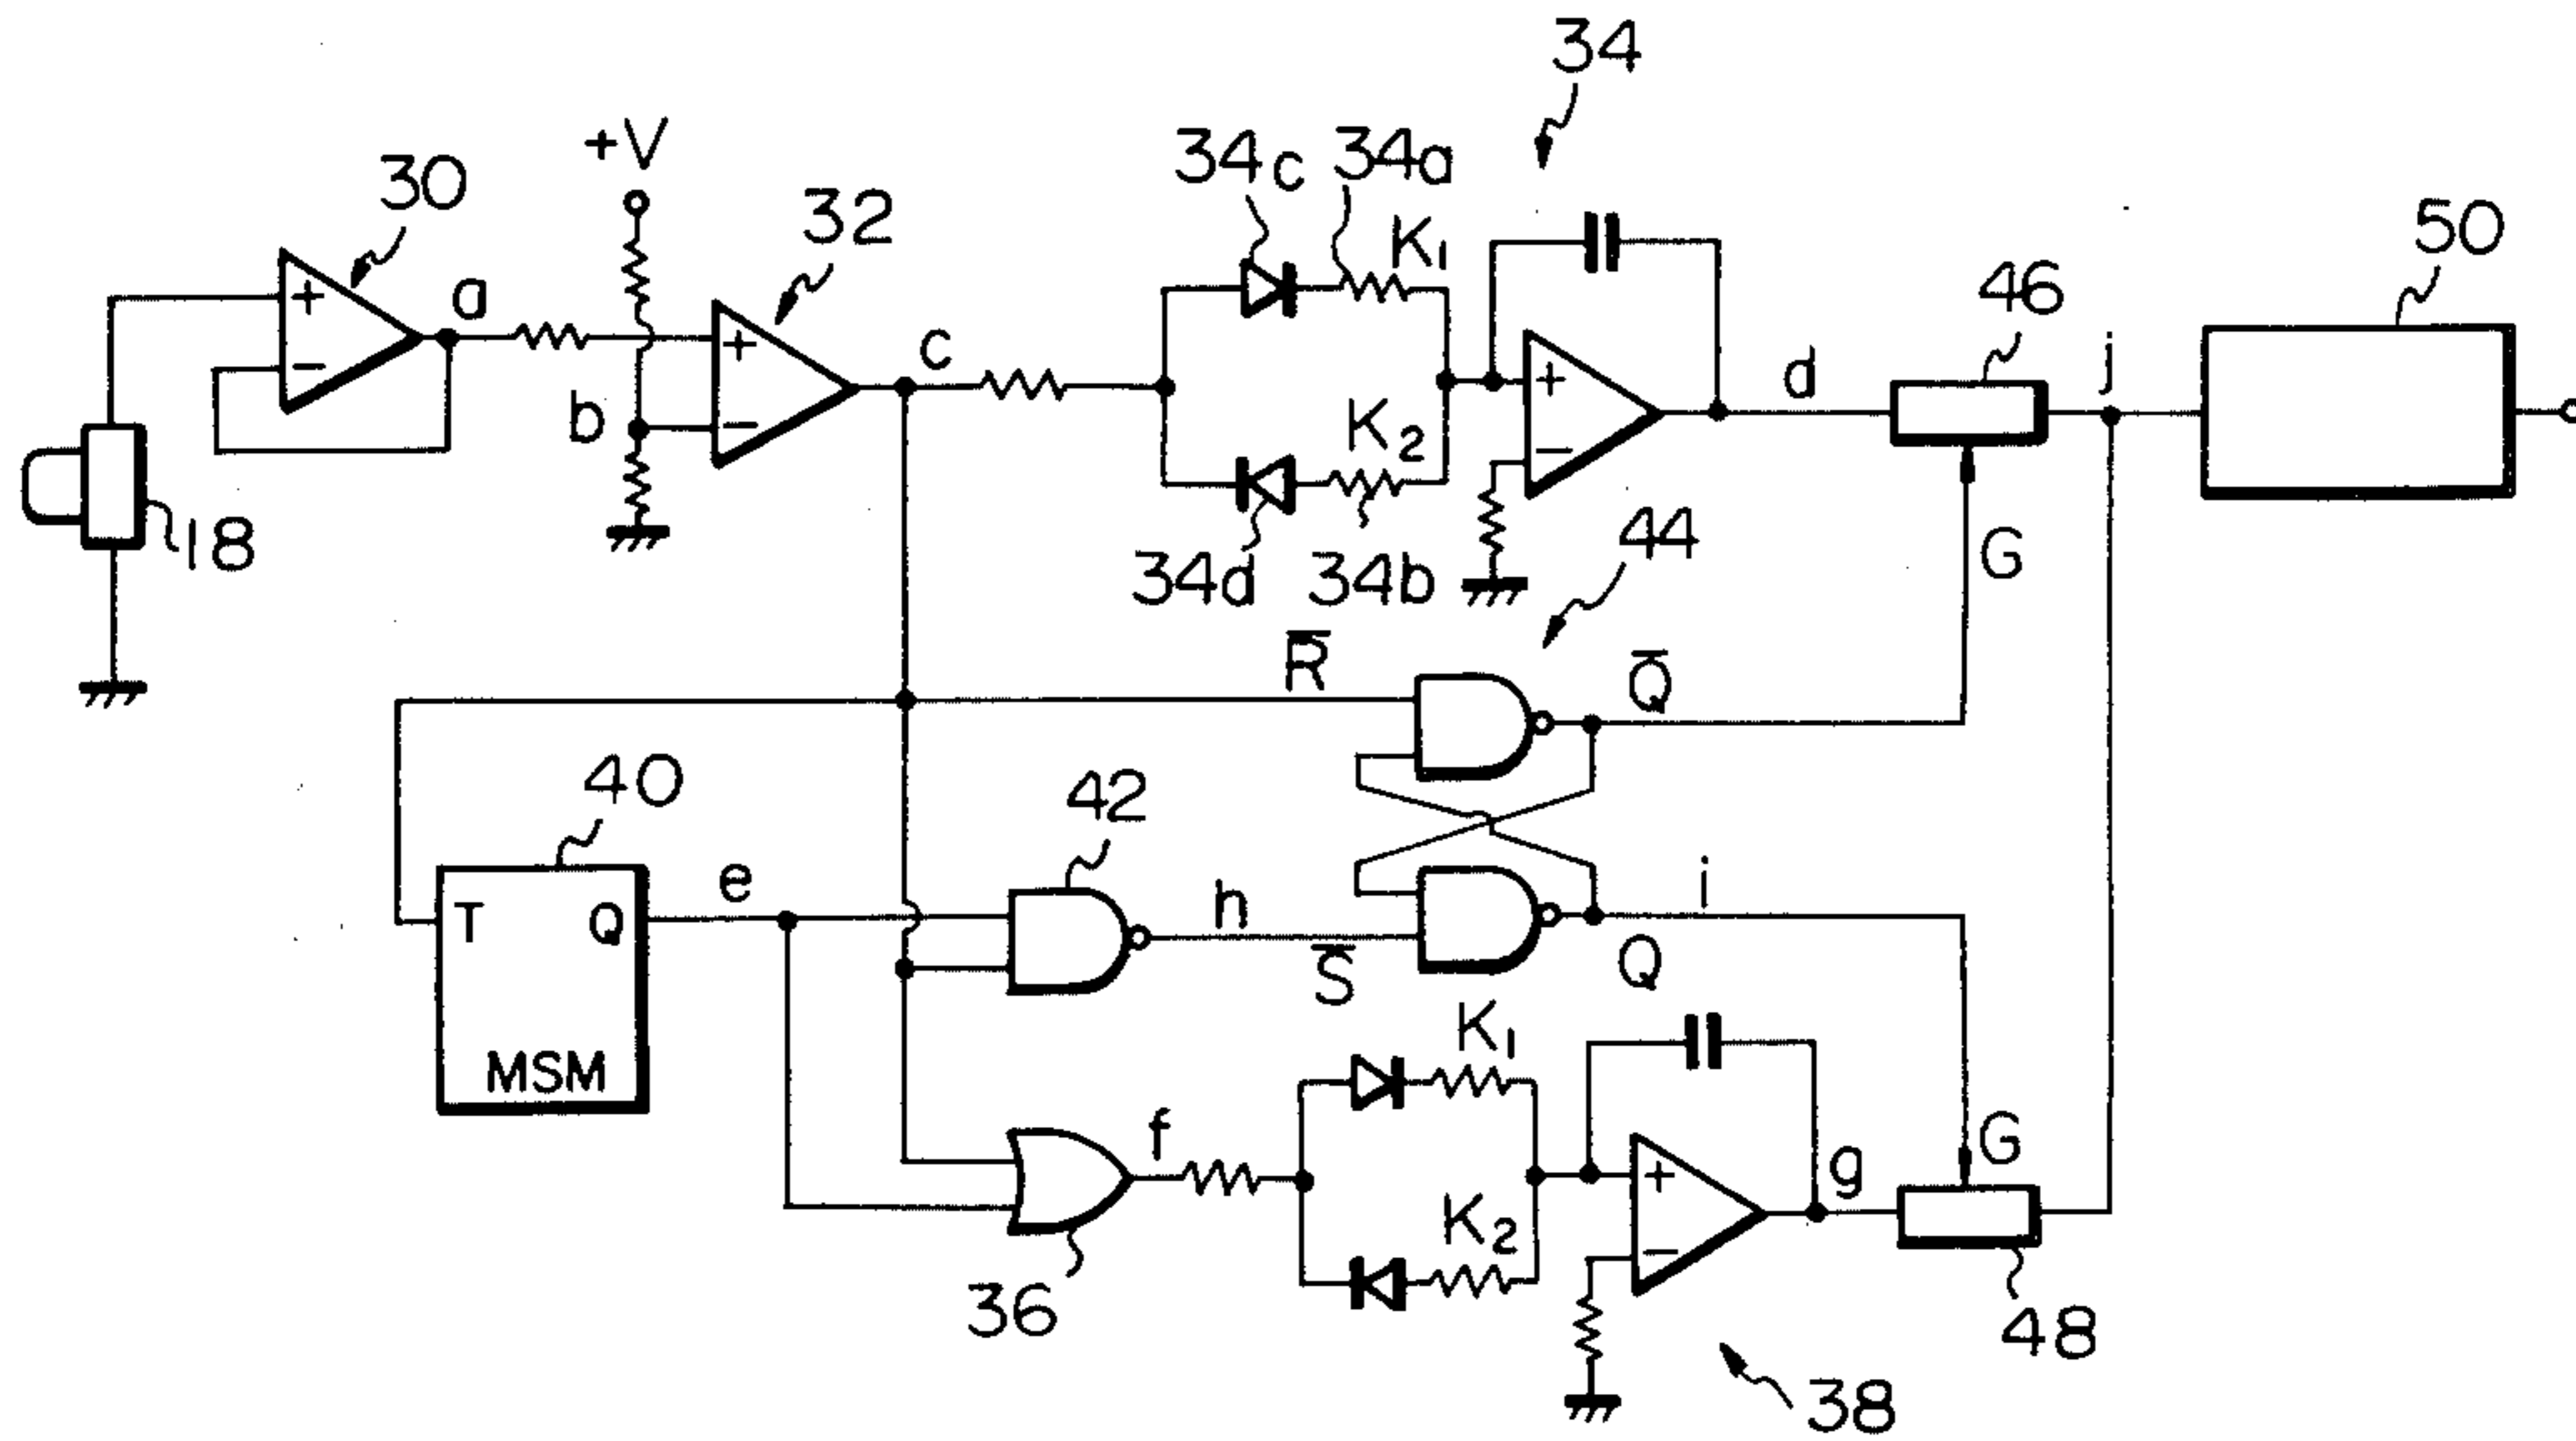 34
+V
30
32
34c
34a
K1
50
a
46
c
d
j
b
K2
+
−
+
−
+
−
18
34d
34b
44
G
R̄
Q̄
40
42
e
h
i
T
Q
S̄
Q
K1
MSM
f
G
g
K2
+
−
36
48
38